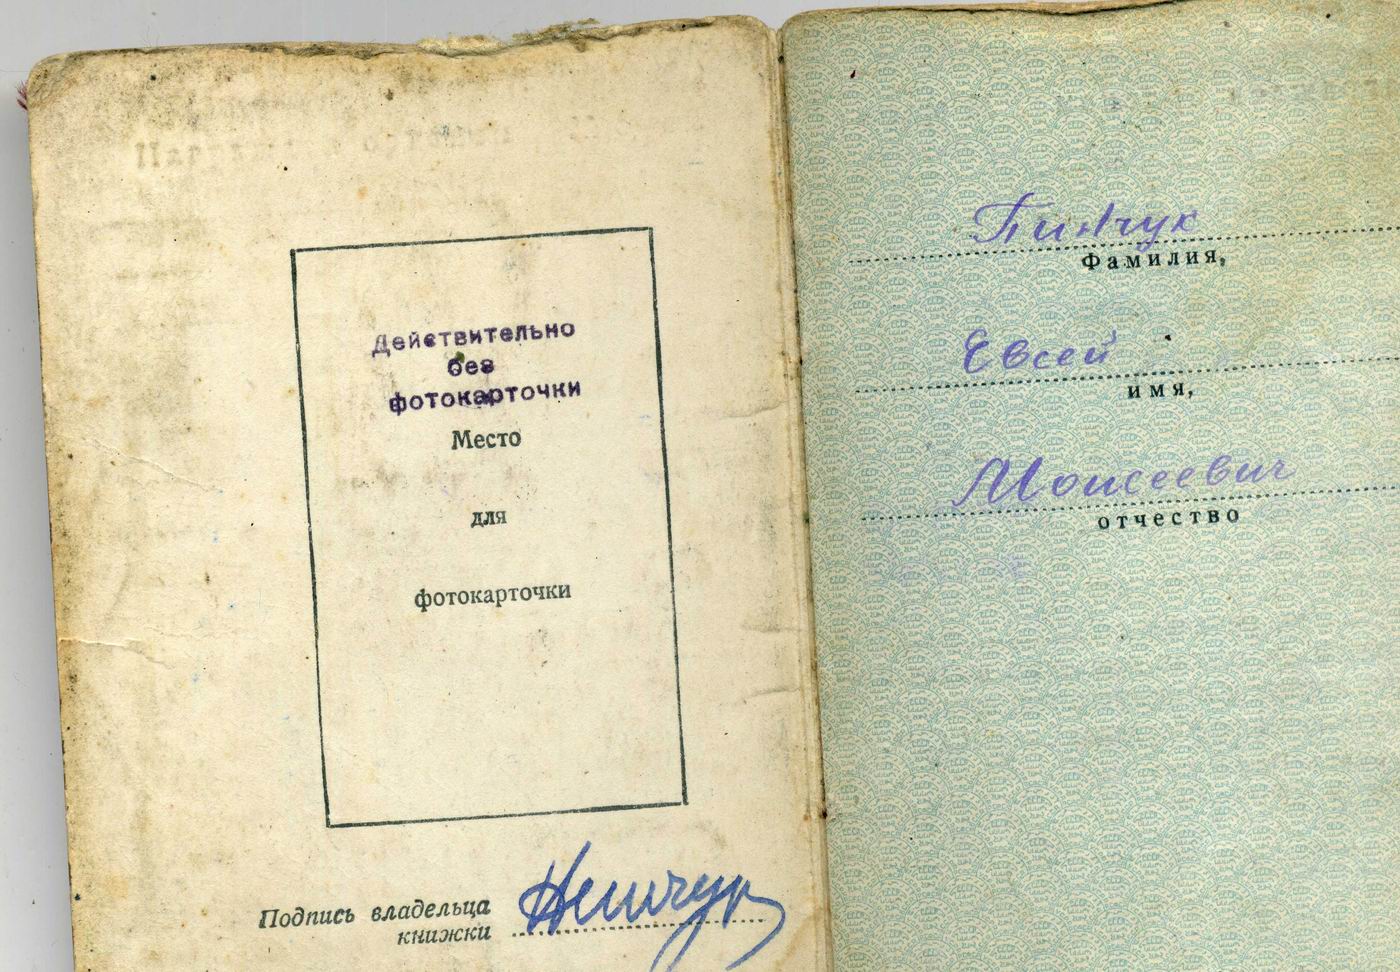 Действительно
без
фотокарточки
Место
для
фотокарточки
Подпись владельца
книжки
Пинчук
Фамилия,
Евсей
имя,
Моисеевич
отчество